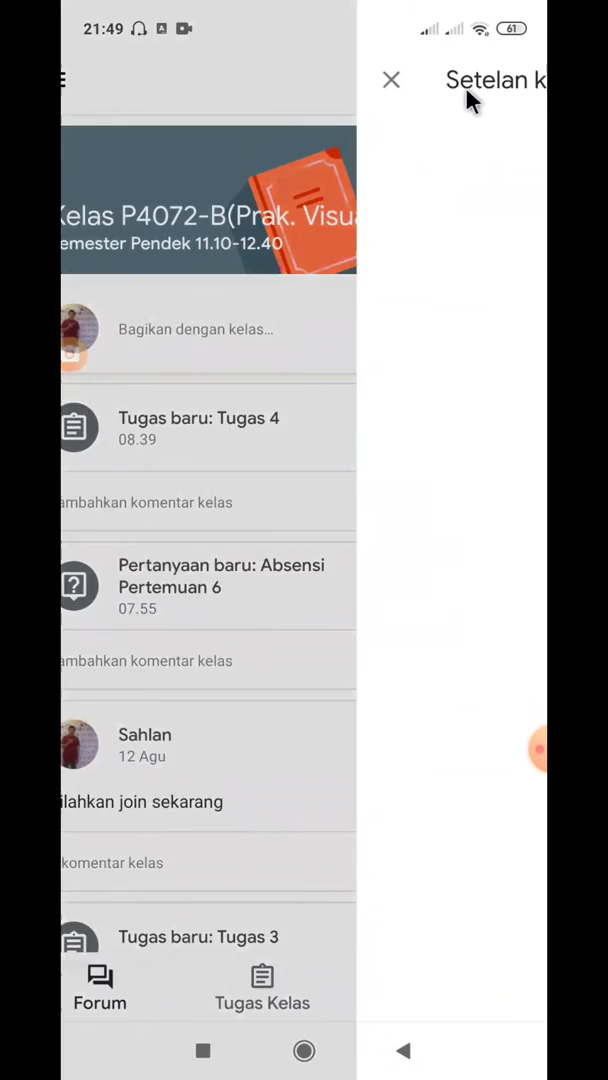 21:49
61
Setelan k
Kelas P4072-B(Prak. Visua
emester Pendek 11.10-12.40
Bagikan dengan kelas...
Tugas baru: Tugas 4
08.39
ambahkan komentar kelas
Pertanyaan baru: Absensi
Pertemuan 6
07.55
ambahkan komentar kelas
Sahlan
12 Agu
ilahkan join sekarang
komentar kelas
Tugas baru: Tugas 3
Forum
Tugas Kelas